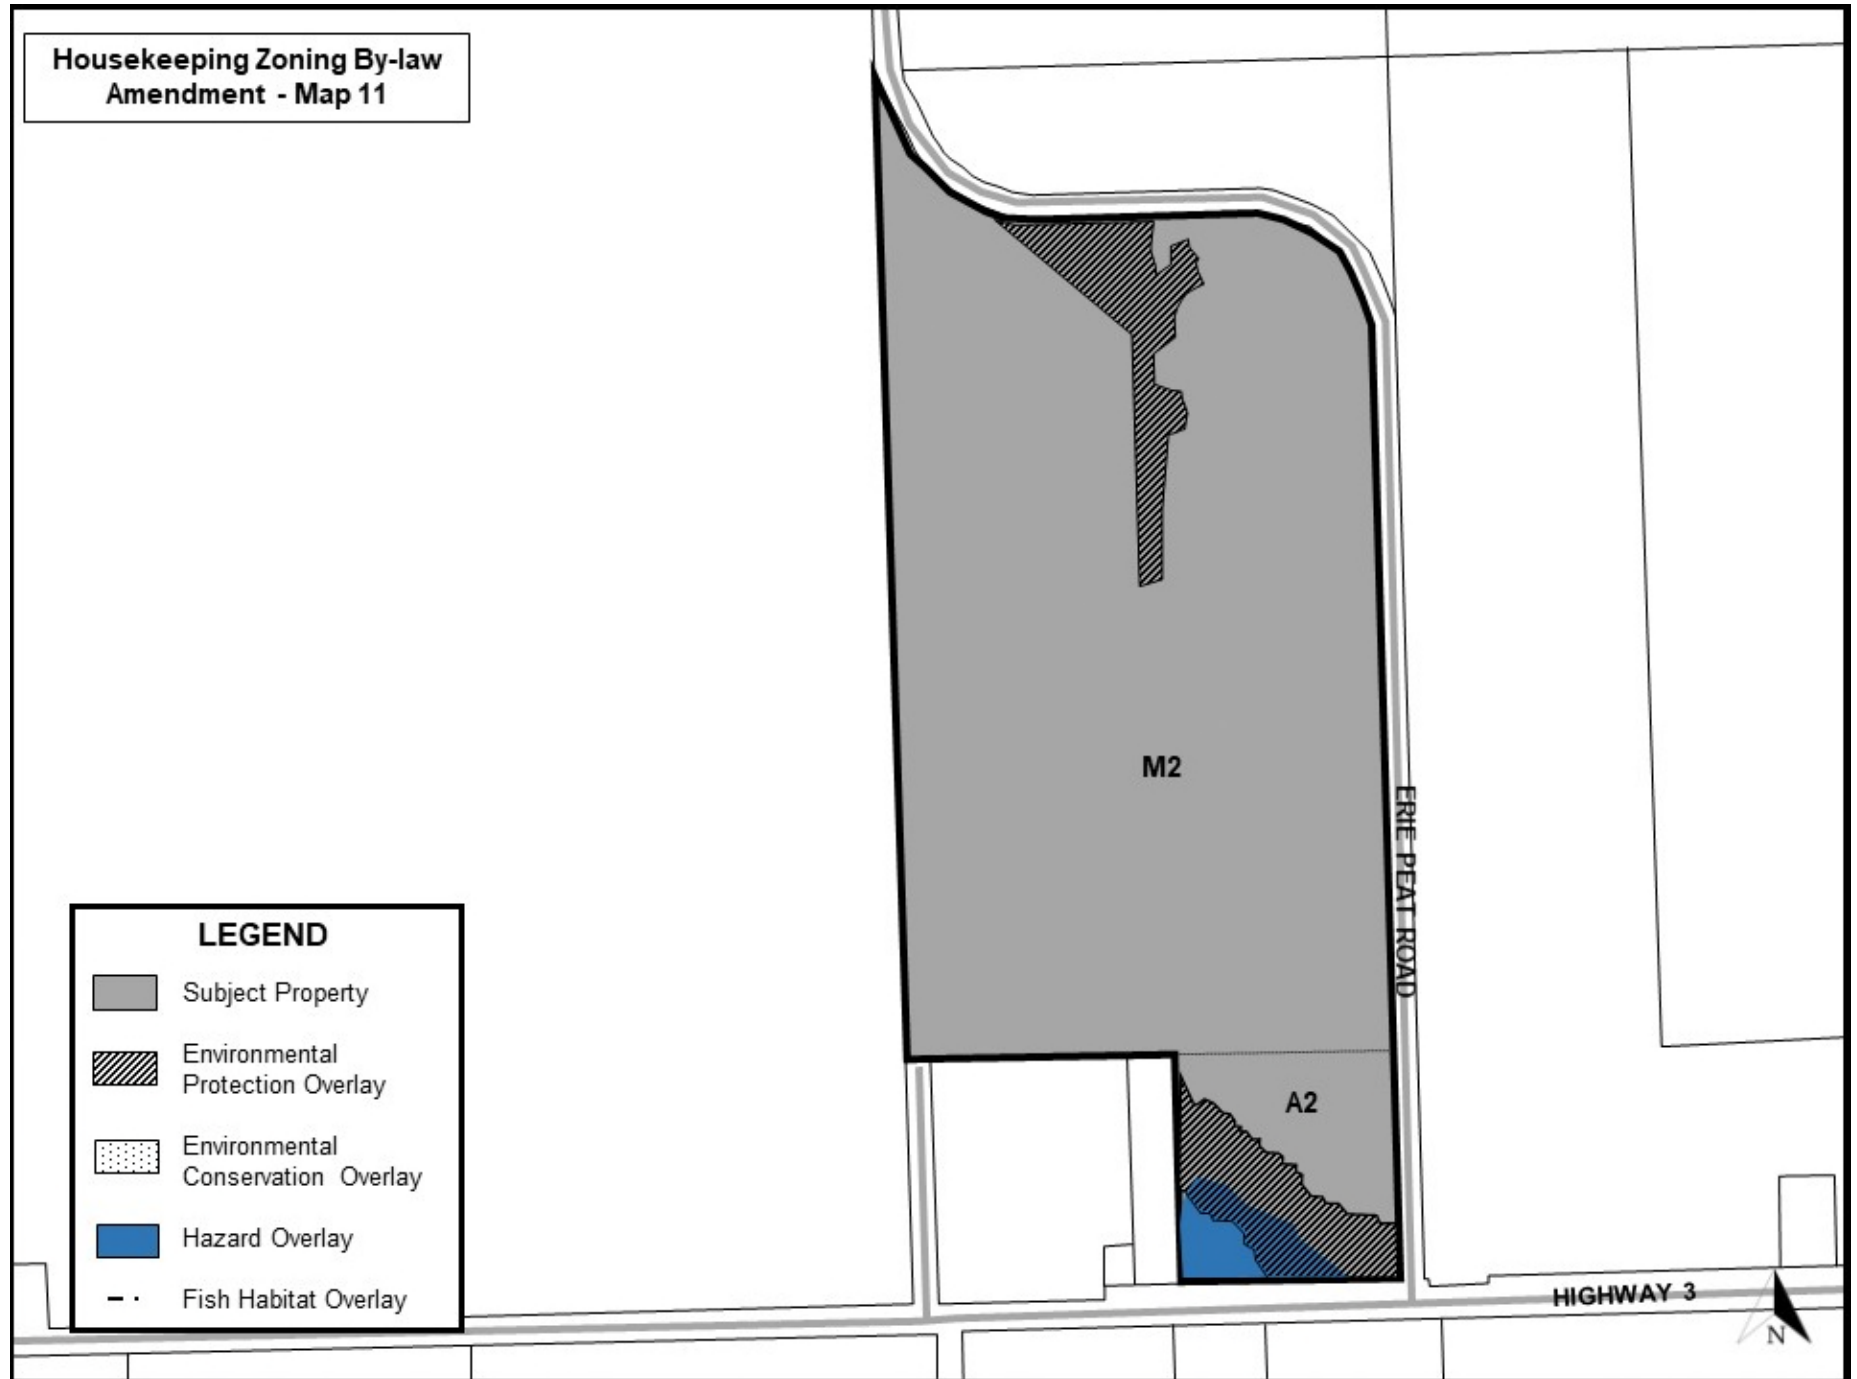 Housekeeping Zoning By-law
Amendment - Map 11
M2
ERIE PEAT ROAD
A2
HIGHWAY 3
N
LEGEND
Subject Property
Environmental
Protection Overlay
Environmental
Conservation Overlay
Hazard Overlay
Fish Habitat Overlay